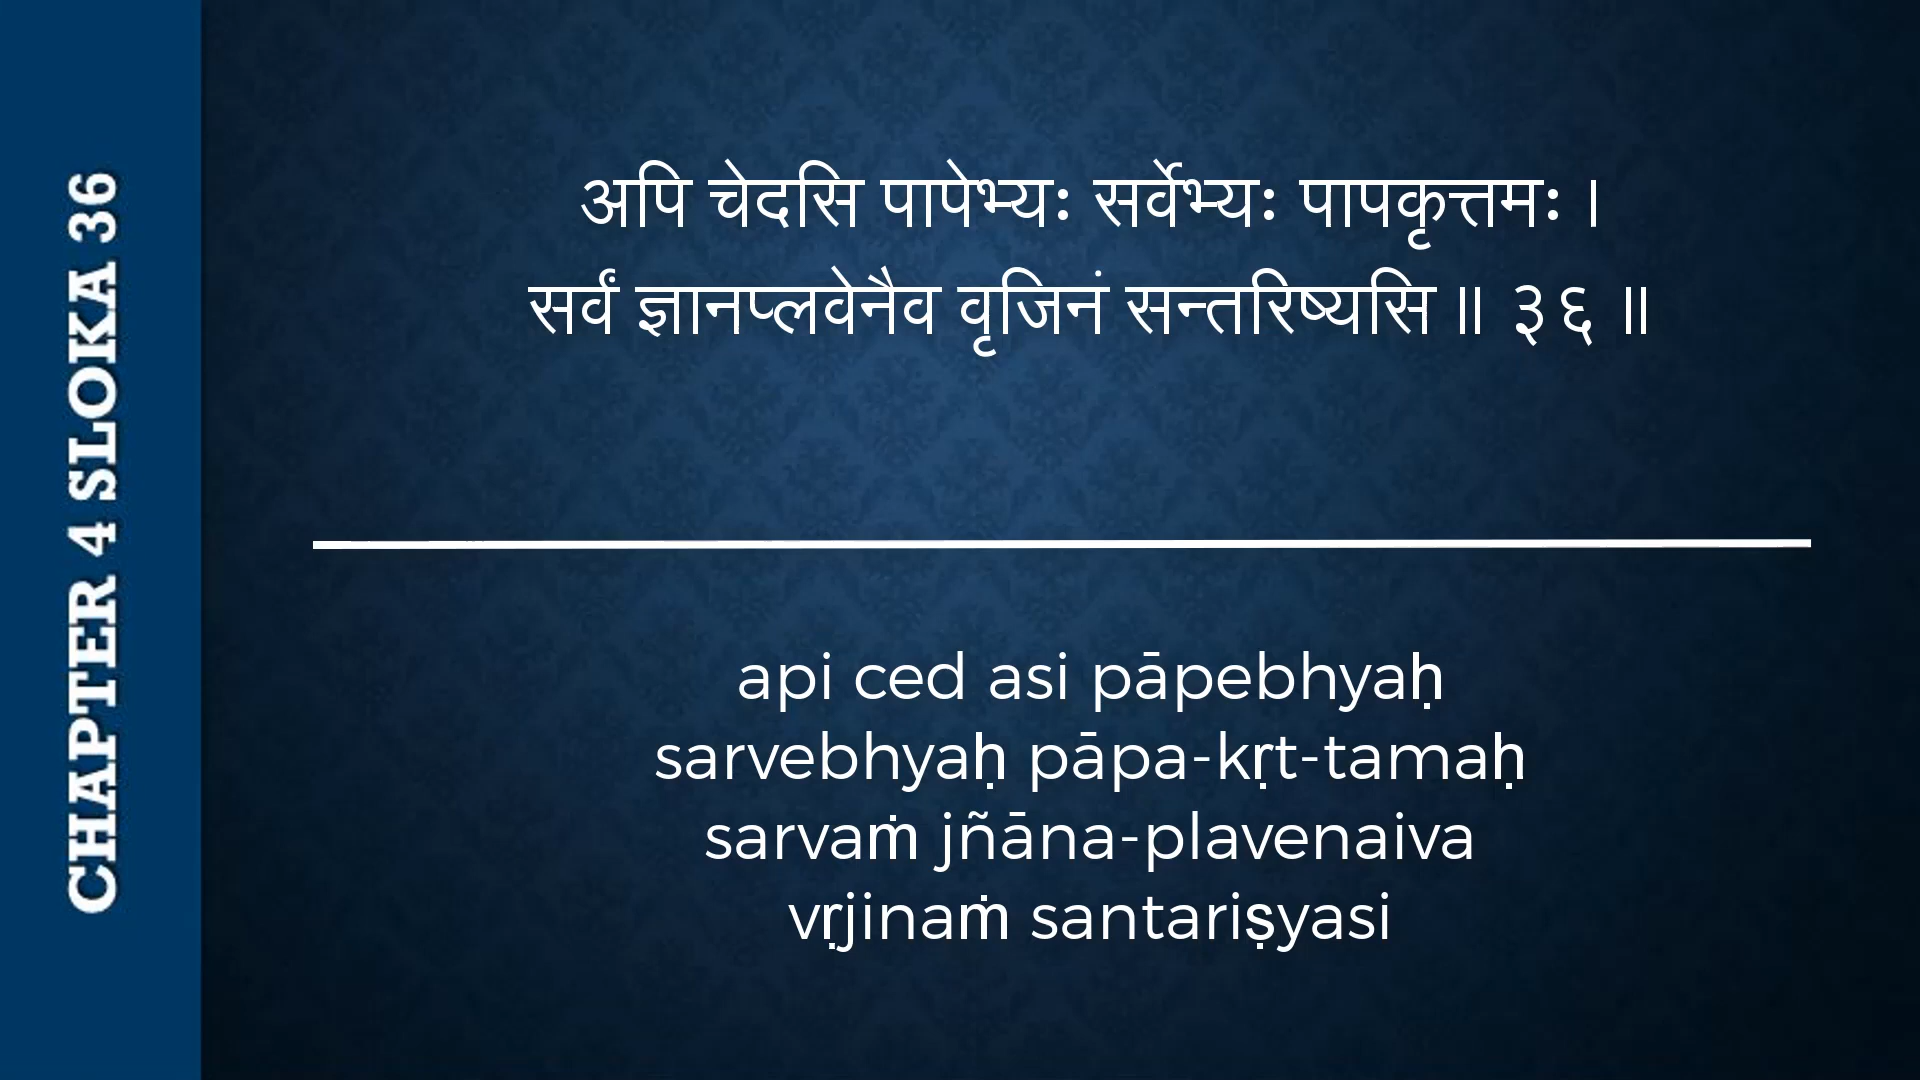 CHAPTER 4 SLOKA 36
अपि चेदसि पापेभ्यः सर्वेभ्यः पापकृत्तमः ।
सर्वं ज्ञानप्लवेनैव वृजिनं सन्तरिष्यसि ॥ ३६ ॥
api ced asi pāpebhyaḥ
sarvebhyaḥ pāpa-kṛt-tamaḥ
sarvaṁ jñāna-plavenaiva
vṛjinaṁ santariṣyasi